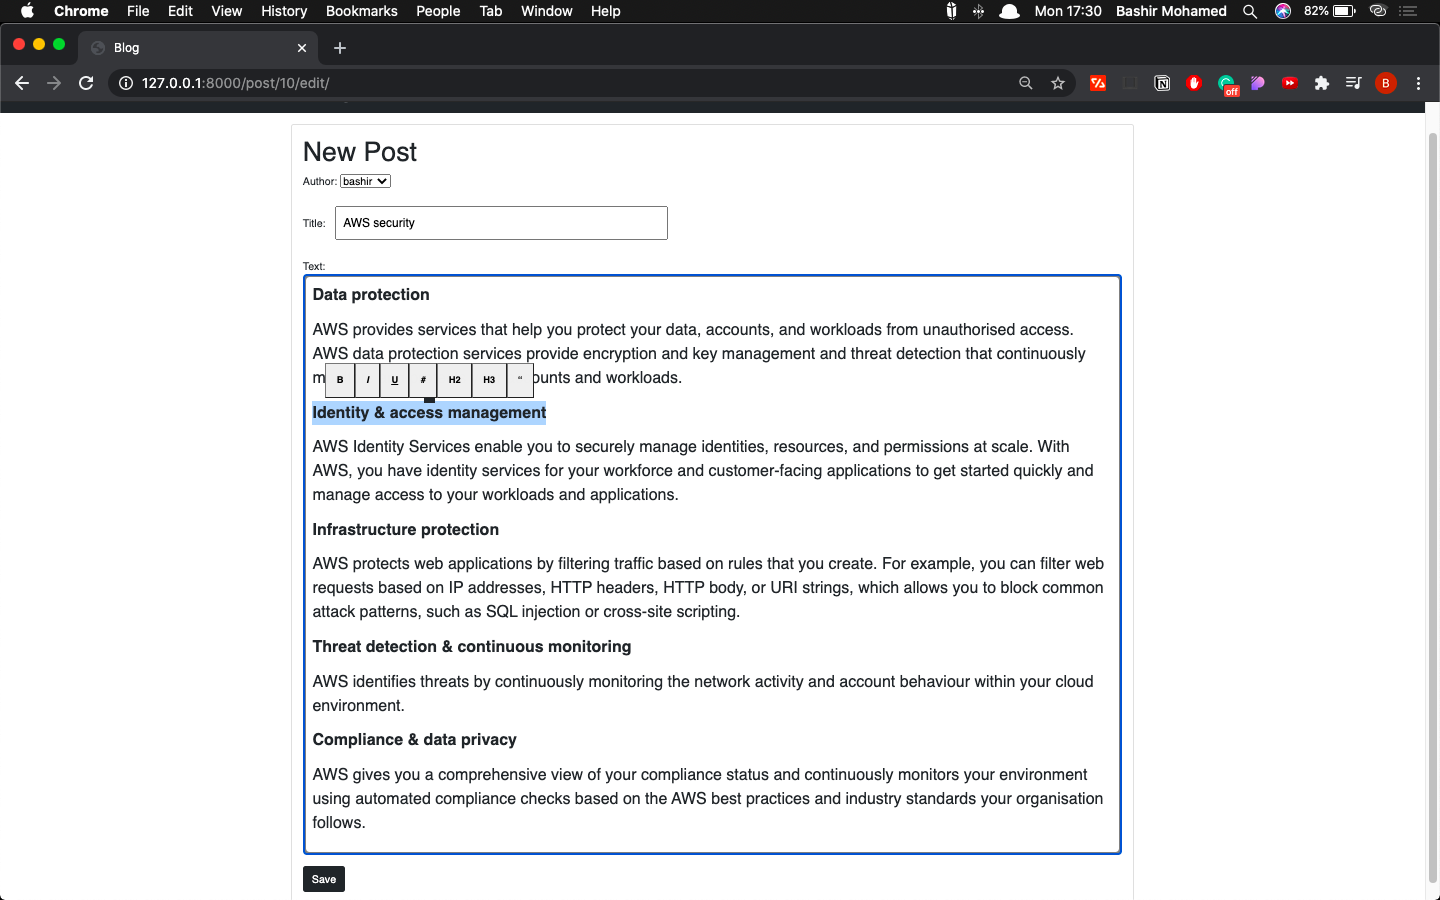 Chrome File Edit View History Bookmarks People Tab Window Help Mon 17:30 Bashir Mohamed 82%
Blog
127.0.0.1:8000/post/10/edit/ off B
New Post
Author: bashir
Title: AWS security
Text:
Data protection
AWS provides services that help you protect your data, accounts, and workloads from unauthorised access.
AWS data protection services provide encryption and key management and threat detection that continuously
m ounts and workloads.
B I U # H2 H3 “
Identity & access management
AWS Identity Services enable you to securely manage identities, resources, and permissions at scale. With
AWS, you have identity services for your workforce and customer-facing applications to get started quickly and
manage access to your workloads and applications.
Infrastructure protection
AWS protects web applications by filtering traffic based on rules that you create. For example, you can filter web
requests based on IP addresses, HTTP headers, HTTP body, or URI strings, which allows you to block common
attack patterns, such as SQL injection or cross-site scripting.
Threat detection & continuous monitoring
AWS identifies threats by continuously monitoring the network activity and account behaviour within your cloud
environment.
Compliance & data privacy
AWS gives you a comprehensive view of your compliance status and continuously monitors your environment
using automated compliance checks based on the AWS best practices and industry standards your organisation
follows.
Save